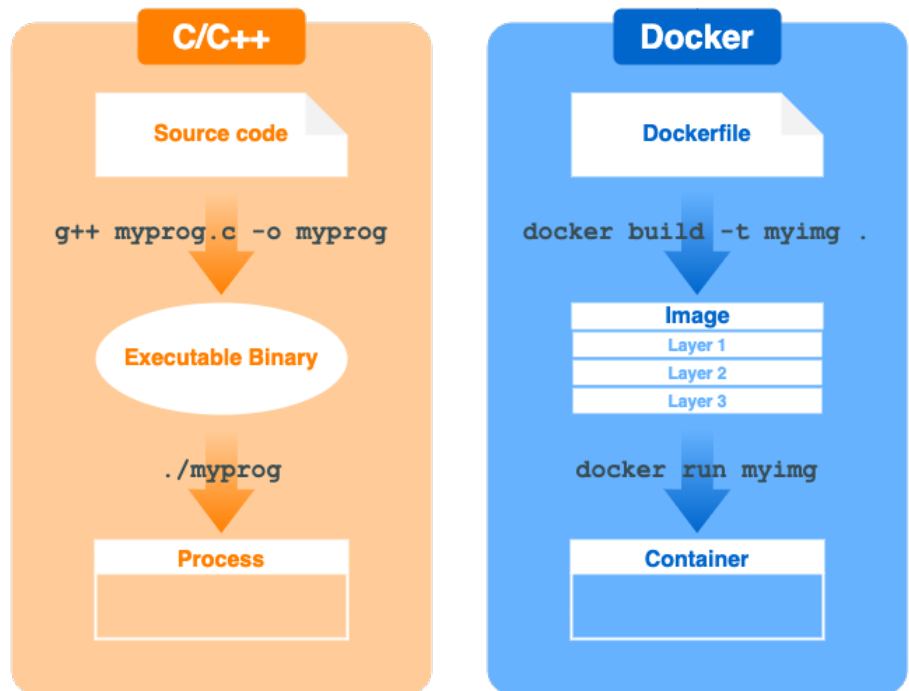 C/C++
Source code
g++ myprog.c -o myprog
Executable Binary
./myprog
Process
Docker
Dockerfile
docker build -t myimg .
Image
Layer 1
Layer 2
Layer 3
docker run myimg
Container